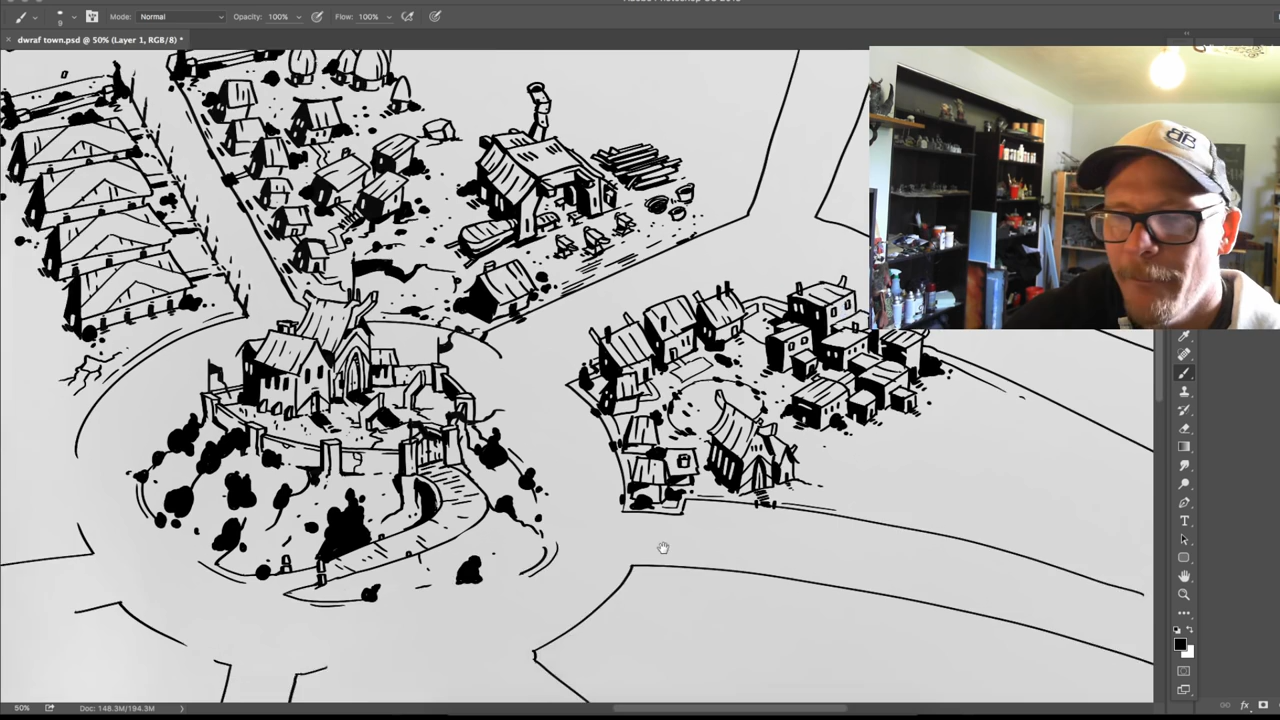 Mode: Normal Opacity: 100% Flow: 100%
9
dwraf town.psd @ 50% (Layer 1, RGB/8) *
50% Doc: 148.3M/194.3M